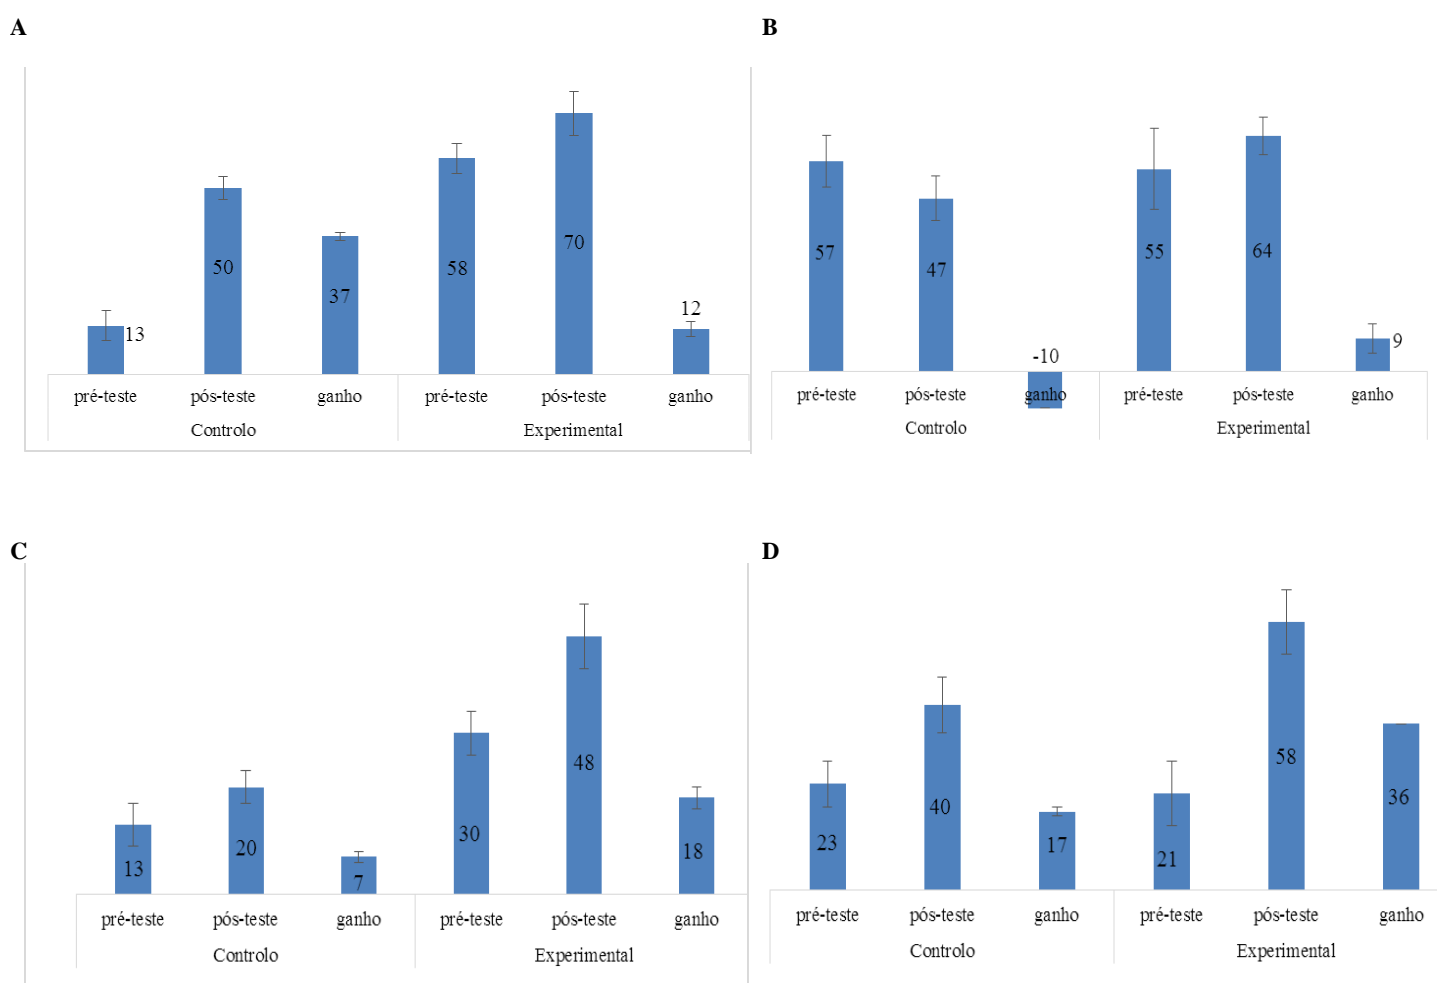 A
13
50
37
58
70
12
pré-teste
pós-teste
ganho
pré-teste
pós-teste
ganho
Controlo
Experimental
B
57
47
-10
55
64
9
pré-teste
pós-teste
ganho
pré-teste
pós-teste
ganho
Controlo
Experimental
C
13
20
7
30
48
18
pré-teste
pós-teste
ganho
pré-teste
pós-teste
ganho
Controlo
Experimental
D
23
40
17
21
58
36
pré-teste
pós-teste
ganho
pré-teste
pós-teste
ganho
Controlo
Experimental